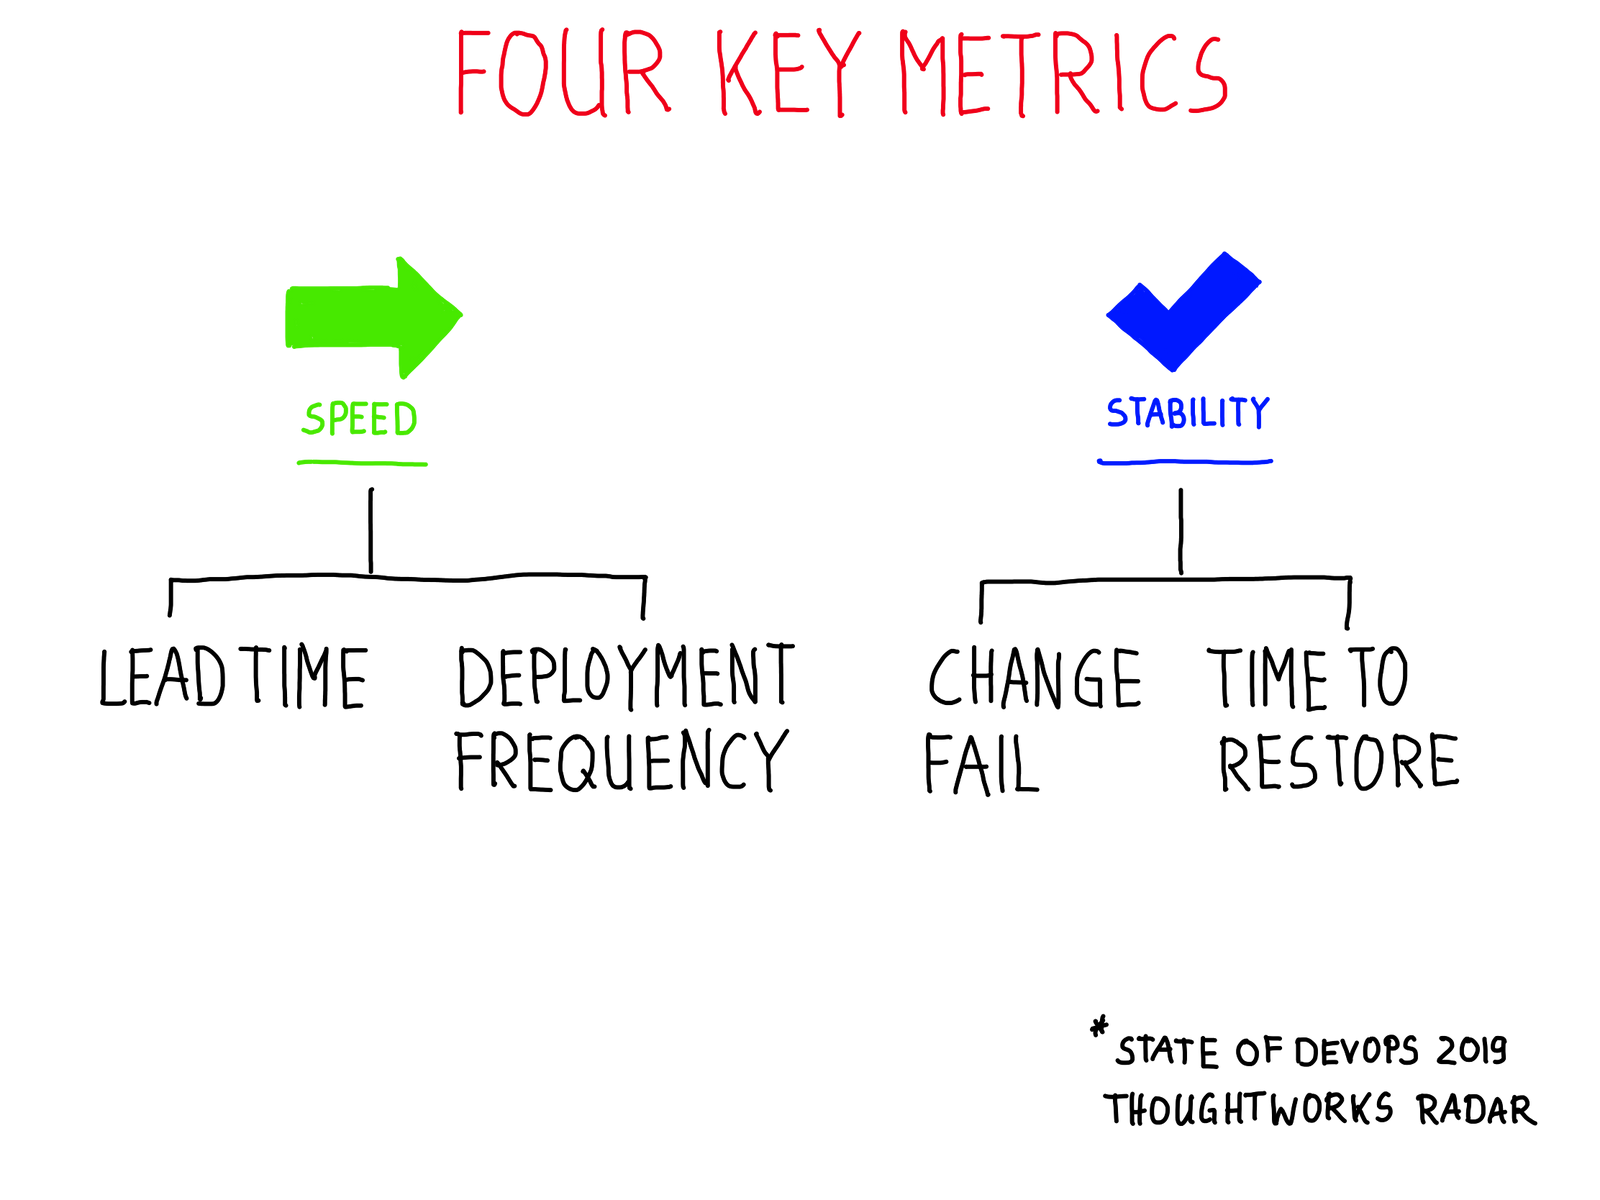 FOUR KEY METRICS
SPEED
STABILITY
LEAD TIME
DEPLOYMENT
FREQUENCY
CHANGE
FAIL
TIME TO
RESTORE
* STATE OF DEVOPS 2019
THOUGHTWORKS RADAR